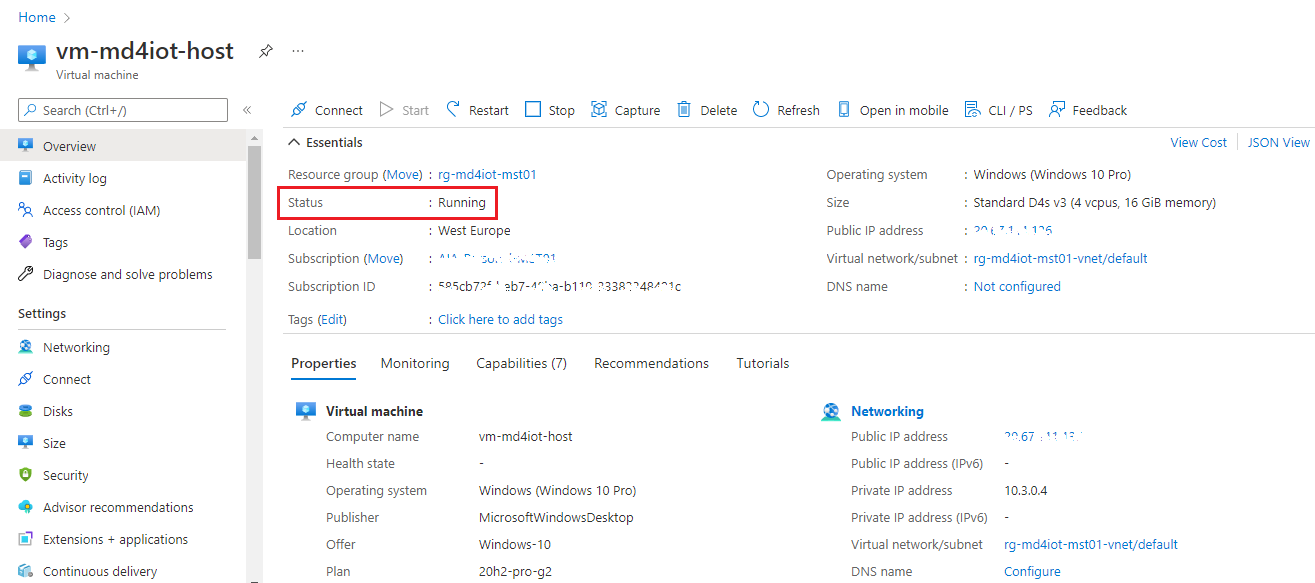 Home
vm-md4iot-host
Virtual machine
Search (Ctrl+/)
Connect Start Restart Stop Capture Delete Refresh Open in mobile CLI / PS Feedback
Overview
Activity log
Access control (IAM)
Tags
Diagnose and solve problems
Settings
Networking
Connect
Disks
Size
Security
Advisor recommendations
Extensions + applications
Continuous delivery
Essentials
View Cost JSON View
Resource group (Move) : rg-md4iot-mst01
Status : Running
Location : West Europe
Subscription (Move) :
Subscription ID :
Tags (Edit) : Click here to add tags
Operating system : Windows (Windows 10 Pro)
Size : Standard D4s v3 (4 vcpus, 16 GiB memory)
Public IP address :
Virtual network/subnet : rg-md4iot-mst01-vnet/default
DNS name : Not configured
Properties Monitoring Capabilities (7) Recommendations Tutorials
Virtual machine
Computer name vm-md4iot-host
Health state -
Operating system Windows (Windows 10 Pro)
Publisher MicrosoftWindowsDesktop
Offer Windows-10
Plan 20h2-pro-g2
Networking
Public IP address
Public IP address (IPv6) -
Private IP address 10.3.0.4
Private IP address (IPv6) -
Virtual network/subnet rg-md4iot-mst01-vnet/default
DNS name Configure